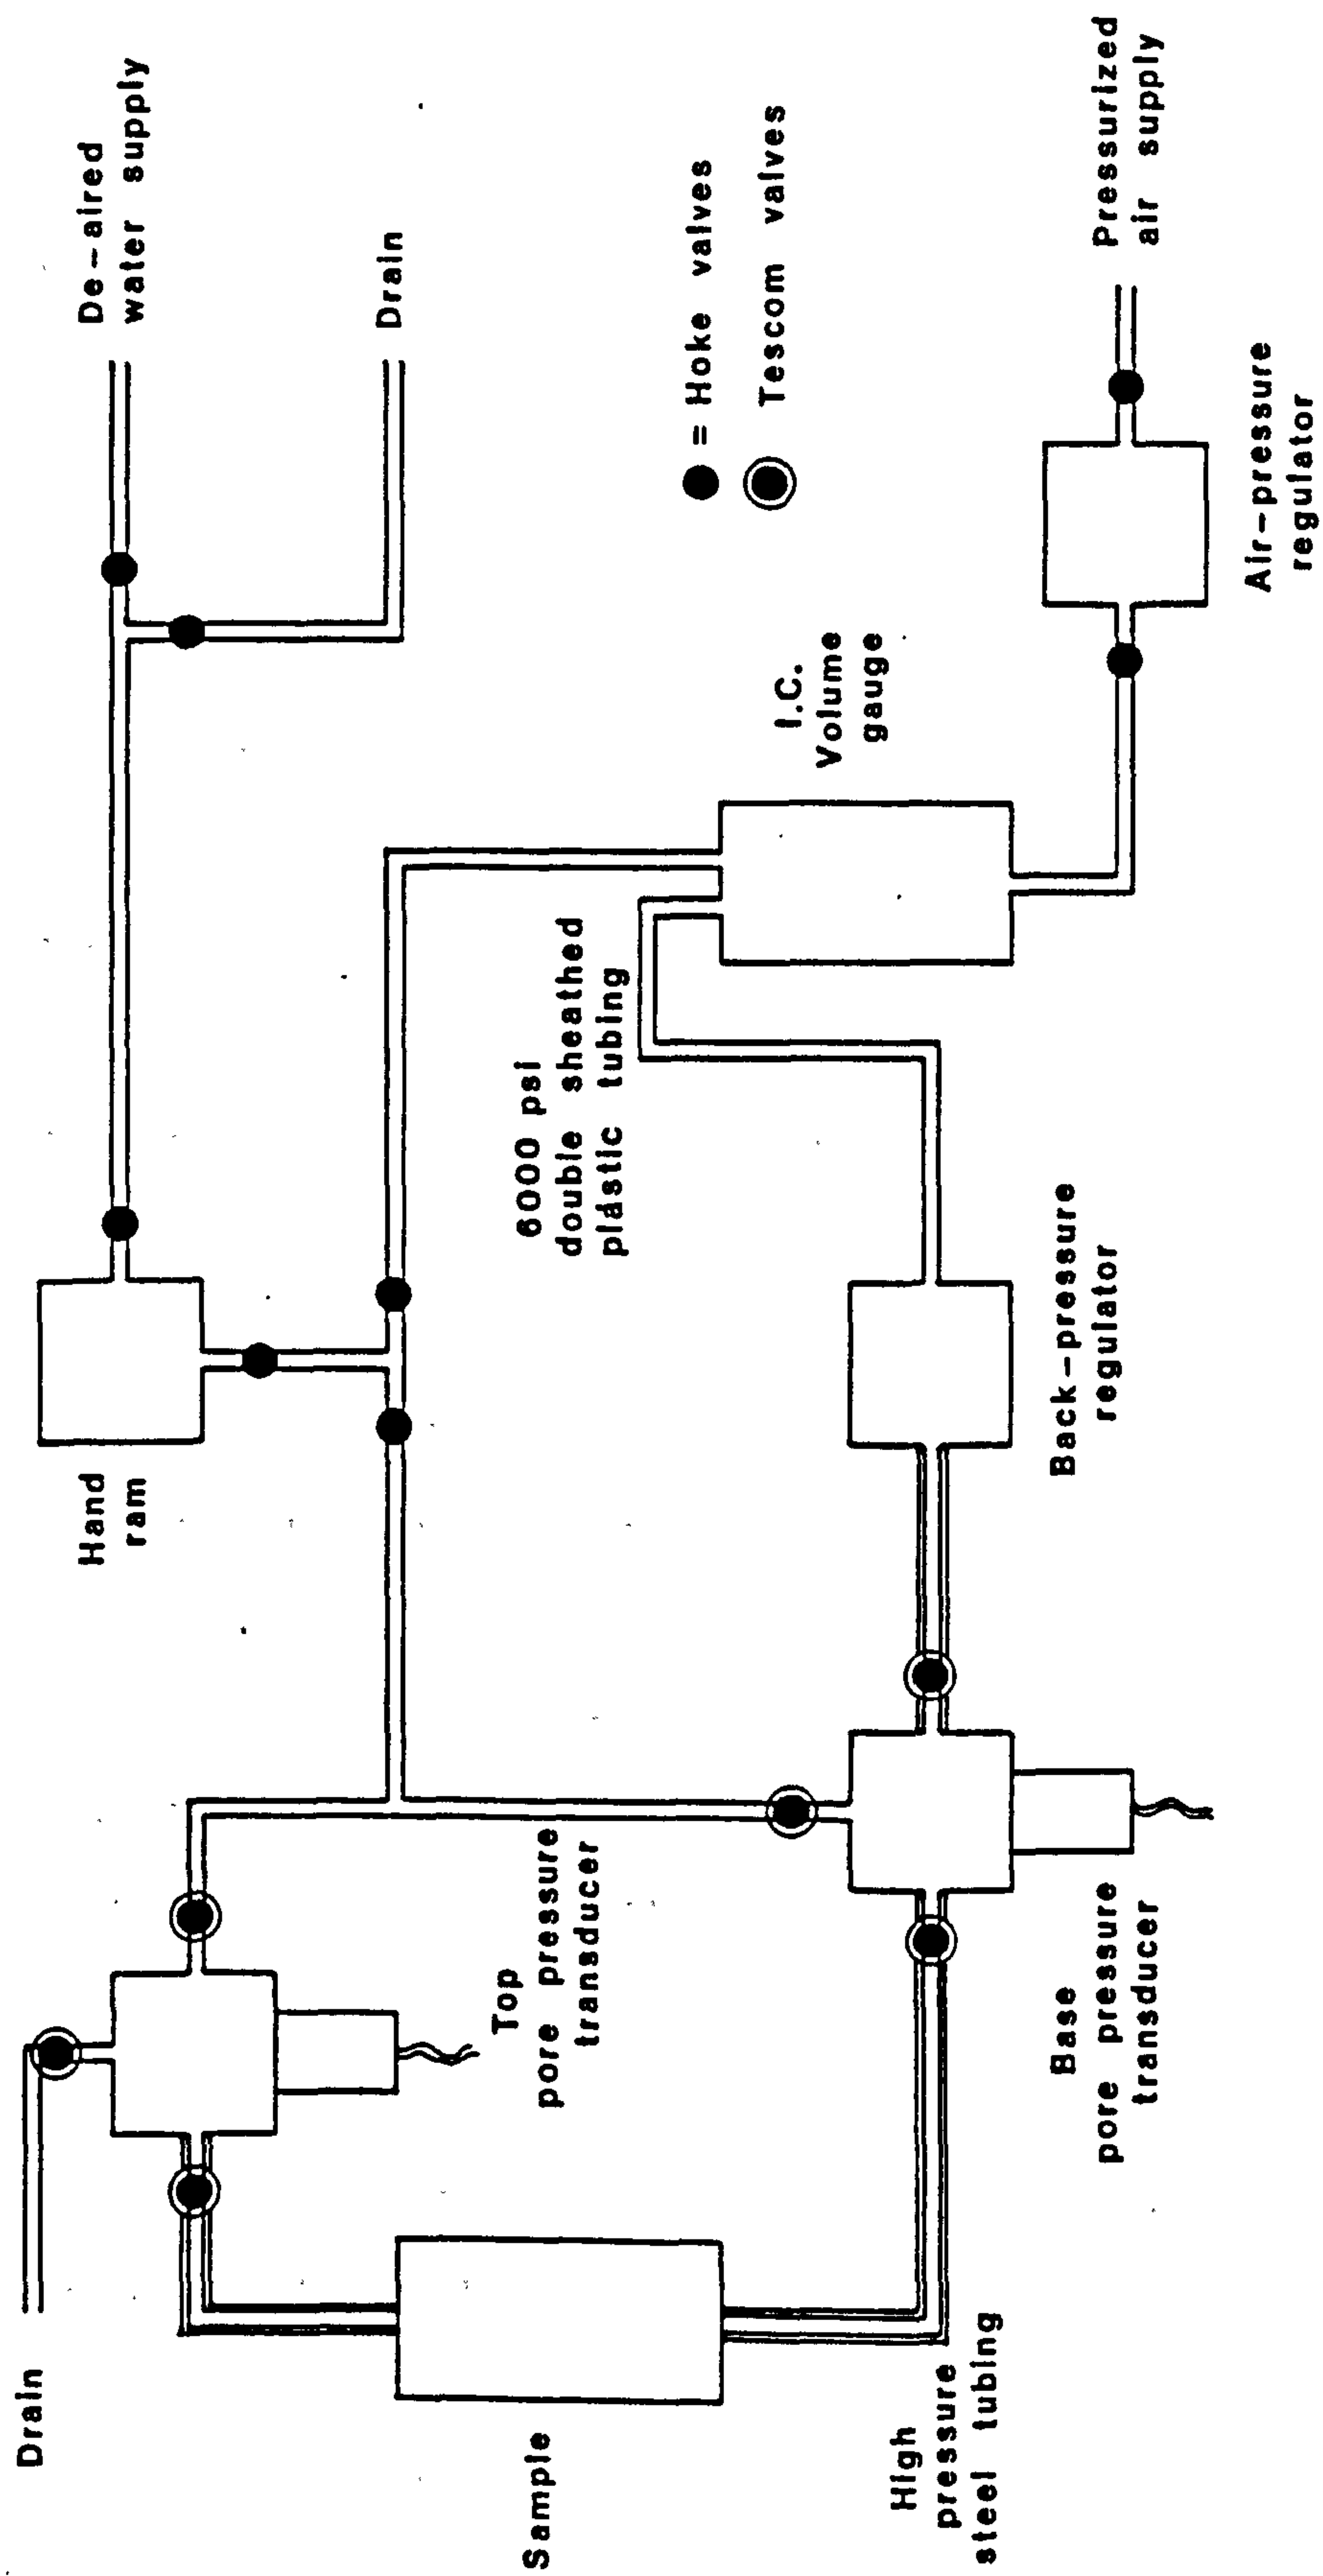 Drain
Sample
High
pressure
steel tubing
Top
pore pressure
transducer
Base
pore pressure
transducer
Hand
ram
Back-pressure
regulator
6000 psi
double sheathed
plastic tubing
I.C.
Volume
gauge
De-aired
water supply
Drain
= Hoke valves
Tescom valves
Air-pressure
regulator
Pressurized
air supply